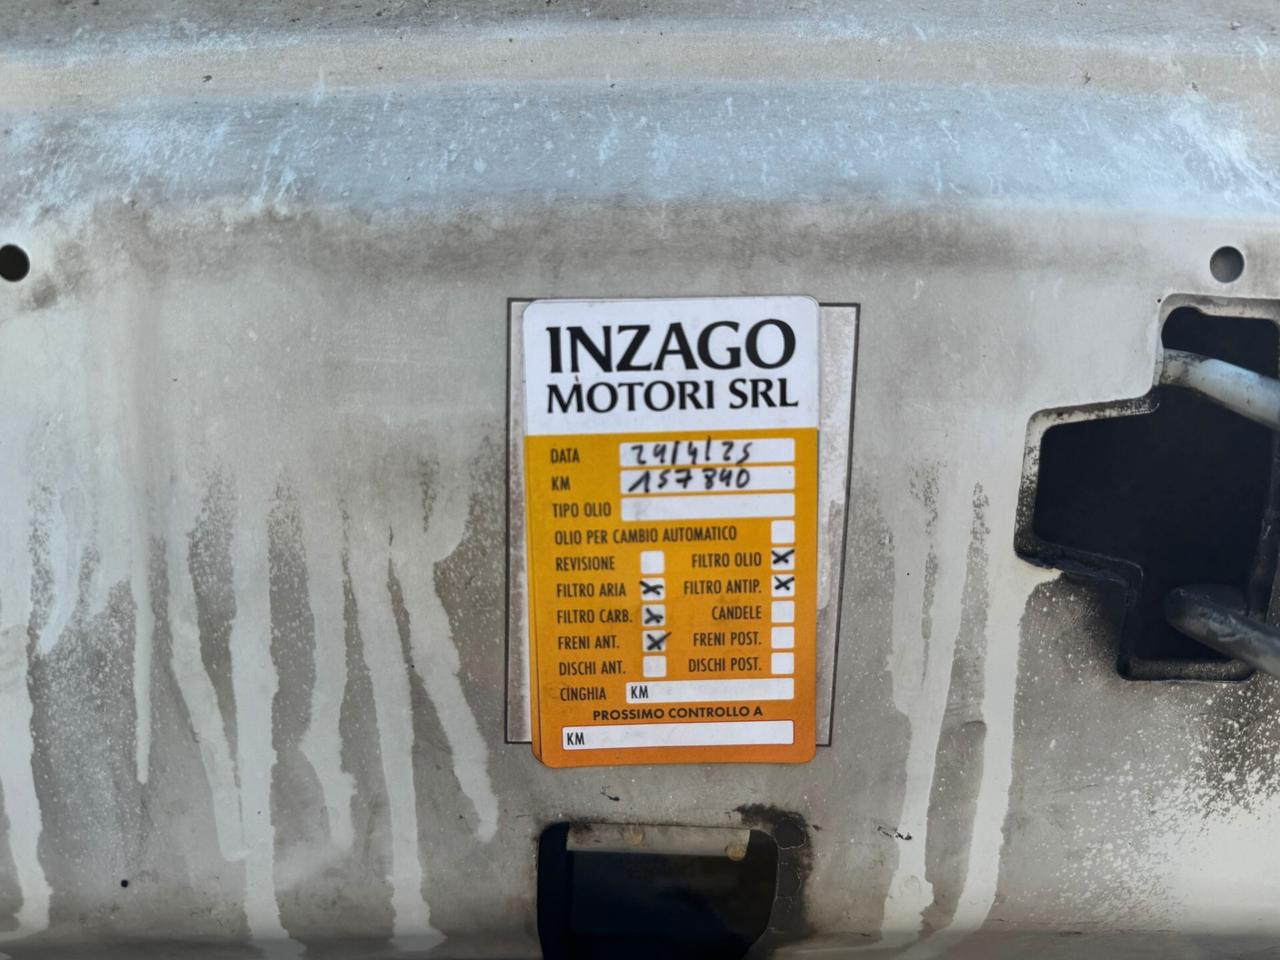 INZAGO
MOTORI SRL
DATA 24/4/25
KM 157840
TIPO OLIO
OLIO PER CAMBIO AUTOMATICO
REVISIONE FILTRO OLIO X
FILTRO ARIA X FILTRO ANTIP. X
FILTRO CARB. X CANDELE
FRENI ANT. X FRENI POST.
DISCHI ANT. DISCHI POST.
CINGHIA KM
PROSSIMO CONTROLLO A
KM